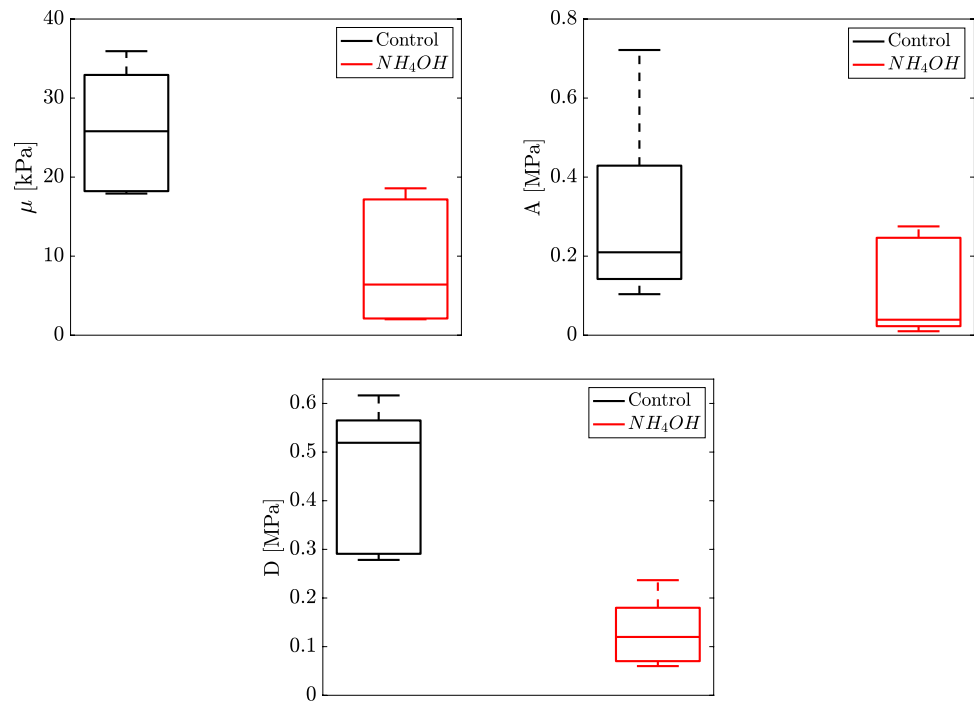 40
30
20
10
0
μ [kPa]
Control
NH₄OH
0.8
0.6
0.4
0.2
0
A [MPa]
Control
NH₄OH
0.6
0.5
0.4
0.3
0.2
0.1
0
D [MPa]
Control
NH₄OH